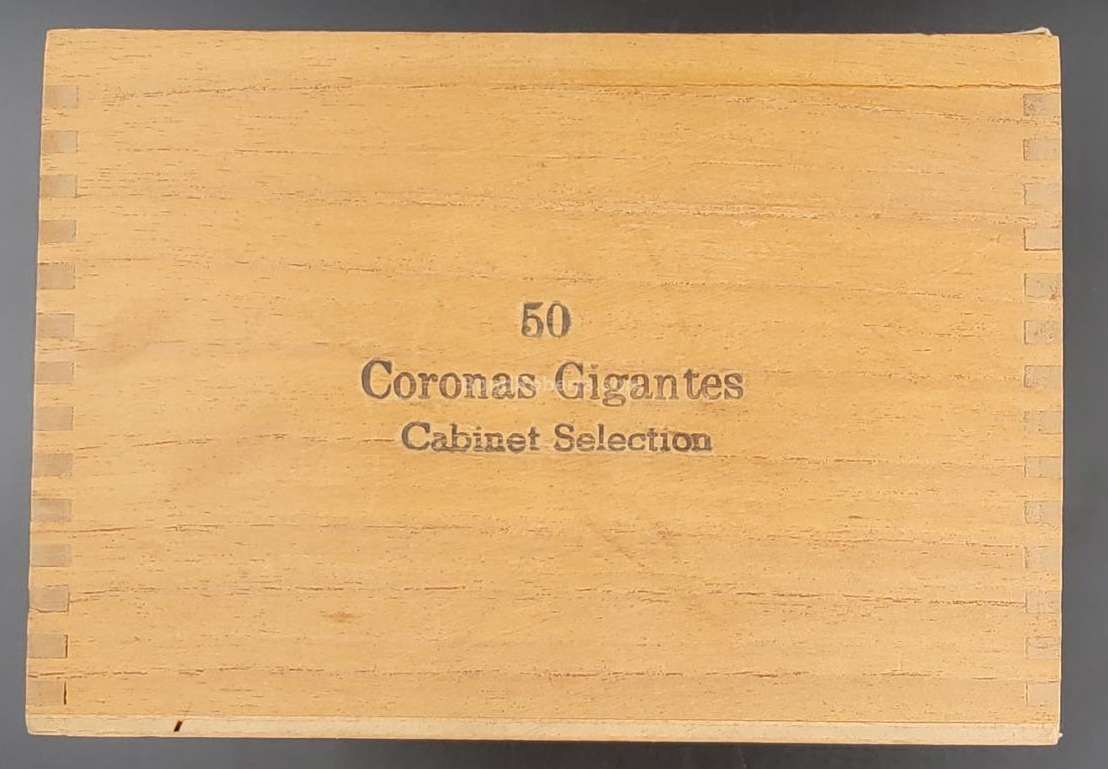 50
Coronas Gigantes
Cabinet Selection